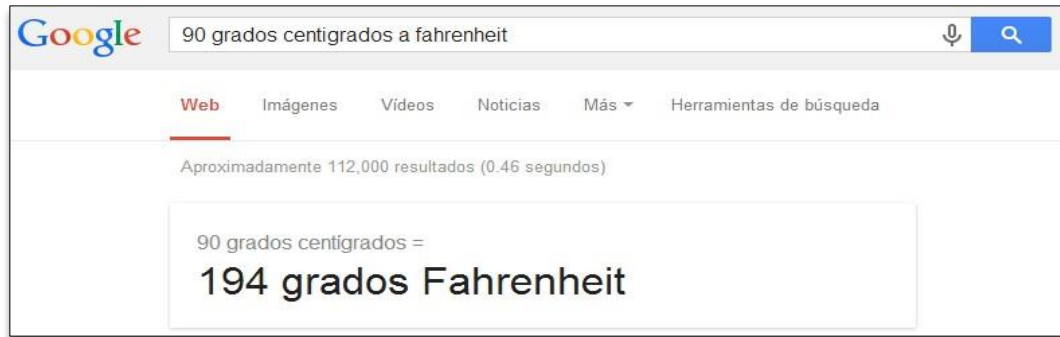 Google 90 grados centigrados a fahrenheit
Web Imágenes Vídeos Noticias Más Herramientas de búsqueda
Aproximadamente 112,000 resultados (0.46 segundos)
90 grados centígrados =
194 grados Fahrenheit